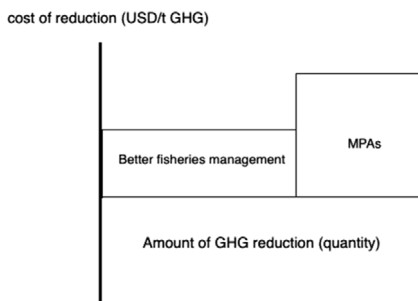 cost of reduction (USD/t GHG)
MPAs
Better fisheries management
Amount of GHG reduction (quantity)